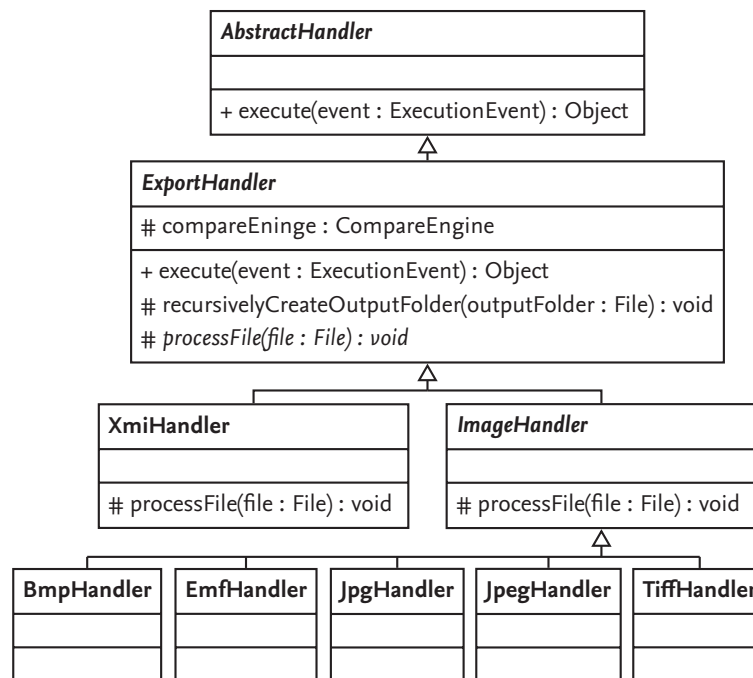 AbstractHandler
+ execute(event : ExecutionEvent) : Object
ExportHandler
# compareEninge : CompareEngine
+ execute(event : ExecutionEvent) : Object
# recursivelyCreateOutputFolder(outputFolder : File) : void
# processFile(file : File) : void
XmiHandler
# processFile(file : File) : void
ImageHandler
# processFile(file : File) : void
BmpHandler
EmfHandler
JpgHandler
JpegHandler
TiffHandler